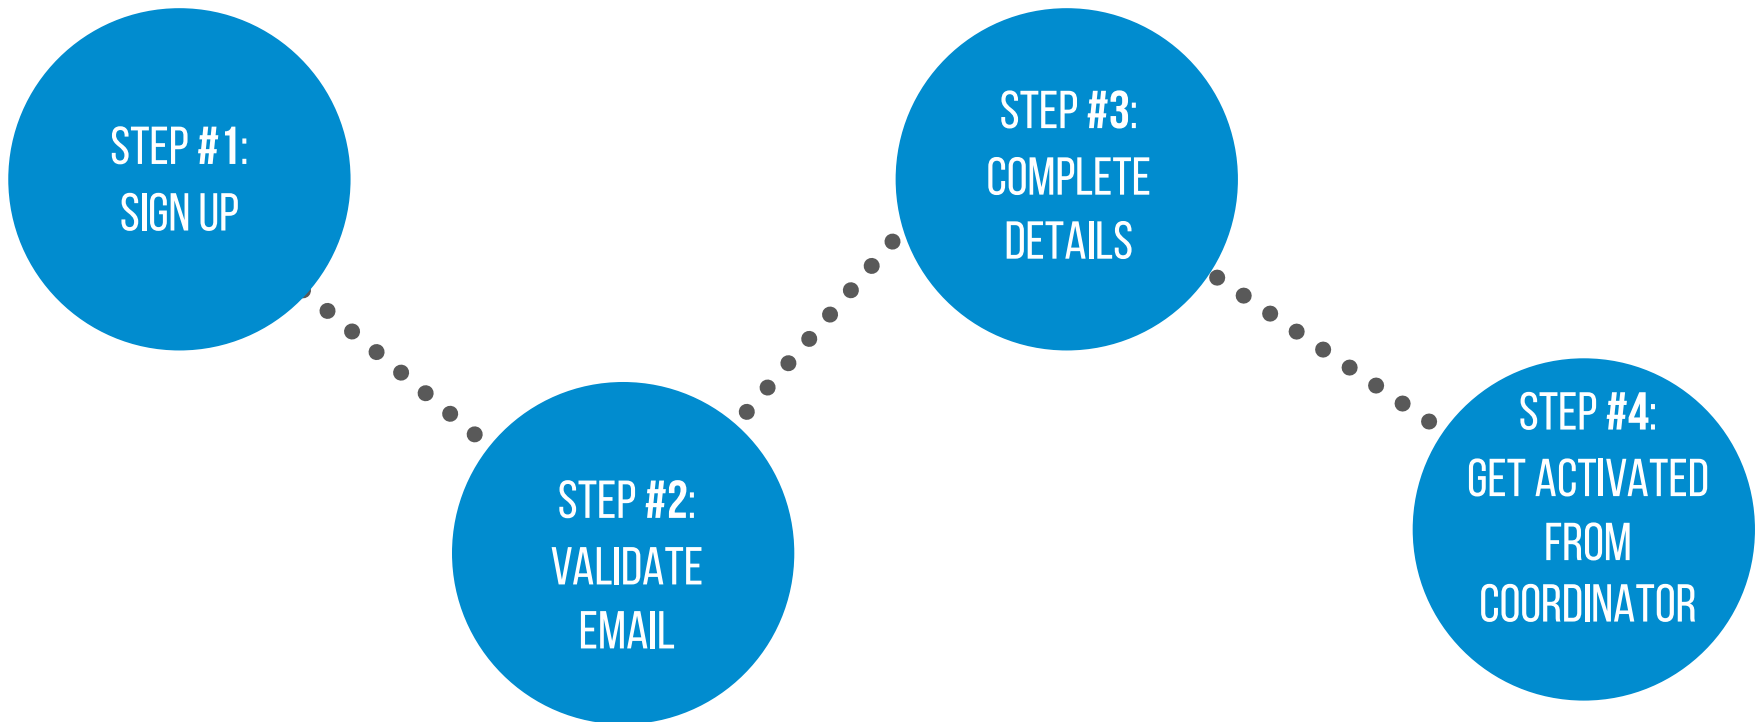 STEP #1:
SIGN UP
STEP #2:
VALIDATE
EMAIL
STEP #3:
COMPLETE
DETAILS
STEP #4:
GET ACTIVATED
FROM
COORDINATOR